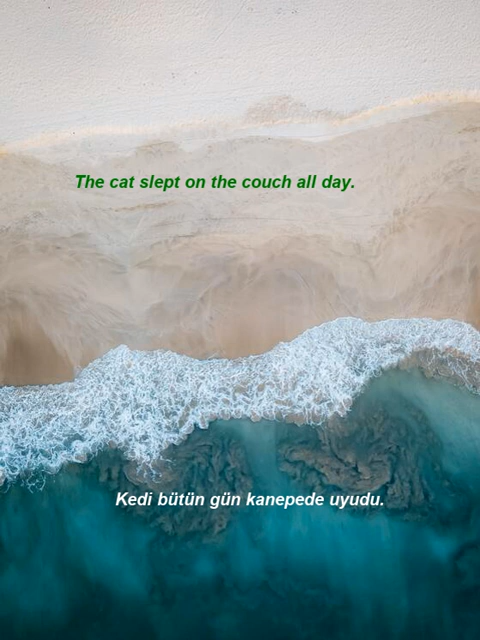 The cat slept on the couch all day.
Kedi bütün gün kanepede uyudu.